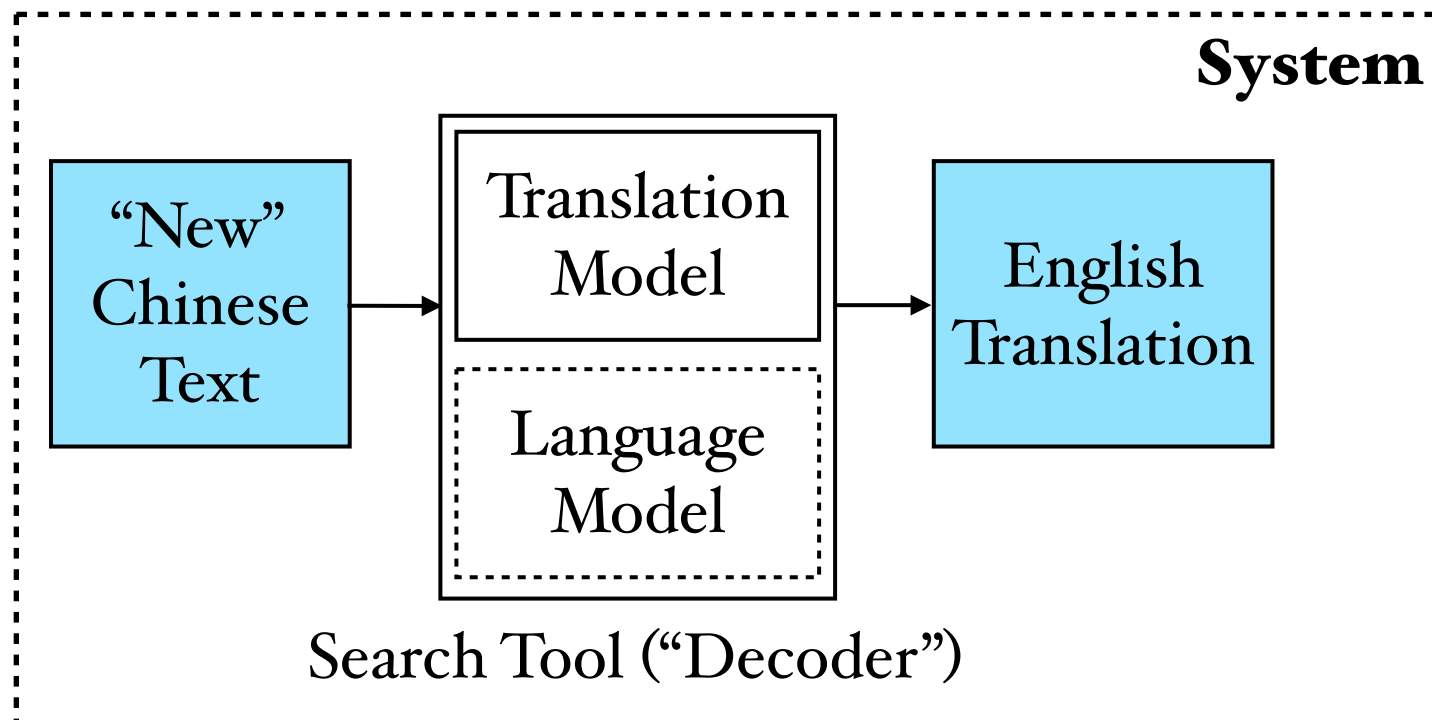 System
“New”
Chinese
Text
Translation
Model
Language
Model
English
Translation
Search Tool (“Decoder”)